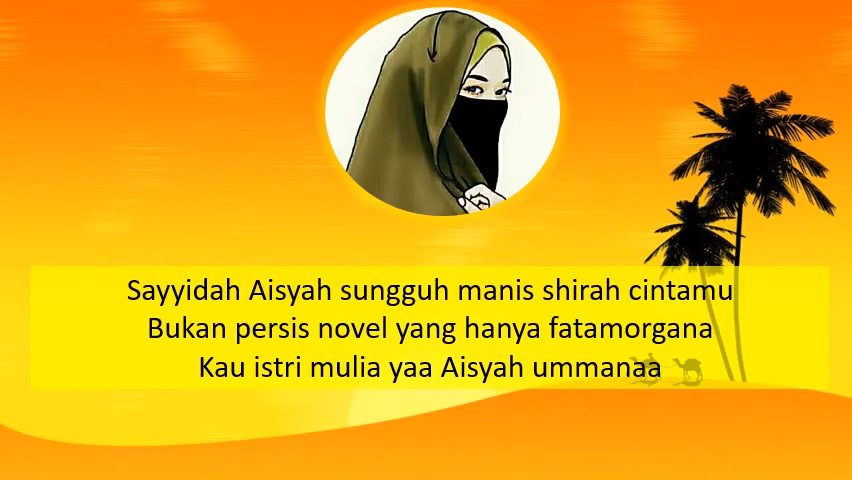 Sayyidah Aisyah sungguh manis shirah cintamu
Bukan persis novel yang hanya fatamorgana
Kau istri mulia yaa Aisyah ummanaa